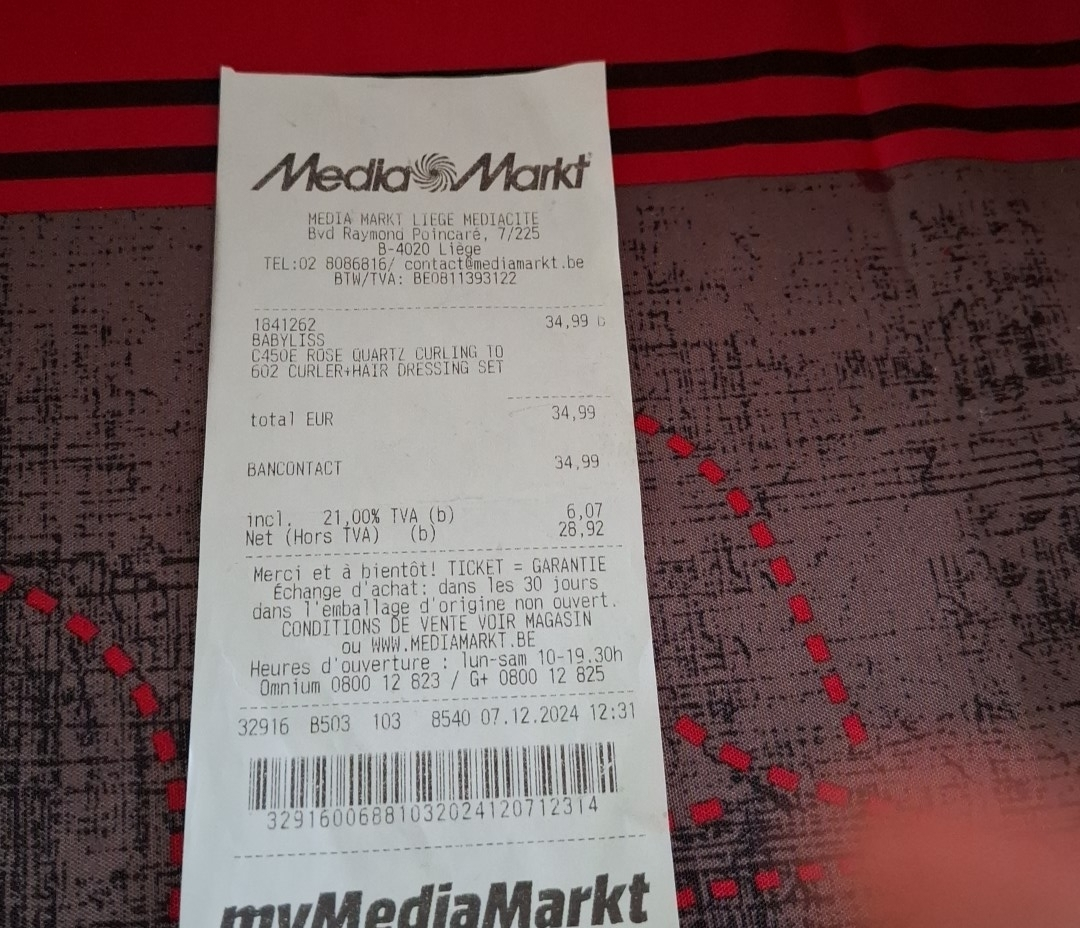 Media Markt
MEDIA MARKT LIEGE MEDIACITE
Bvd Raymond Poincaré, 7/225
B-4020 Liège
TEL:02 8086816/ contact@mediamarkt.be
BTW/TVA: BE0811393122
1841262 34,99
BABYLISS
C450E ROSE QUARTZ CURLING TO
602 CURLER+HAIR DRESSING SET
total EUR 34,99
BANCONTACT 34,99
incl. 21,00% TVA (b) 6,07
Net (Hors TVA) (b) 28,92
Merci et à bientôt! TICKET = GARANTIE
Échange d'achat: dans les 30 jours
dans l'emballage d'origine non ouvert.
CONDITIONS DE VENTE VOIR MAGASIN
ou WWW.MEDIAMARKT.BE
Heures d'ouverture : lun-sam 10-19.30h
Omnium 0800 12 823 / G+ 0800 12 825
32916 B503 103 8540 07.12.2024 12:31
32916006881032024120712314
myMediaMarkt